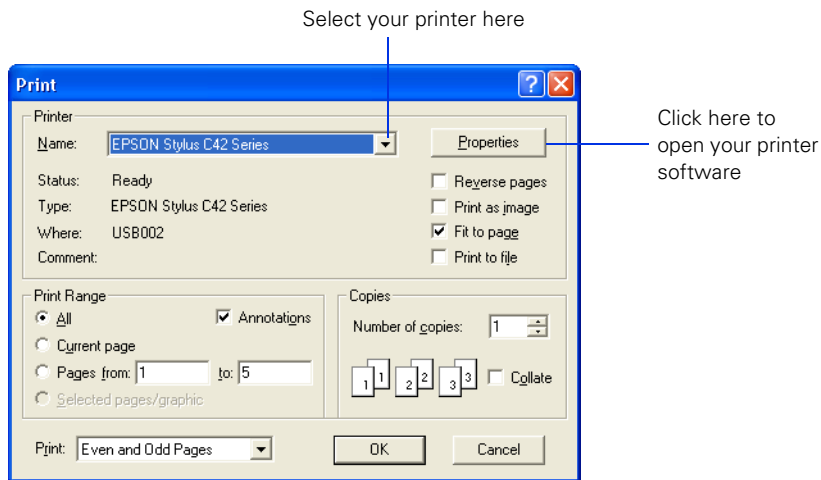 Select your printer here
Print
Printer
Name: EPSON Stylus C42 Series Properties
Click here to
open your printer
software
Status: Ready
Type: EPSON Stylus C42 Series
Where: USB002
Comment:
Reverse pages
Print as image
Fit to page
Print to file
Print Range
All Annotations
Current page
Pages from: 1 to: 5
Selected pages/graphic
Copies
Number of copies: 1
1 1 2 2 3 3 Collate
Print: Even and Odd Pages OK Cancel